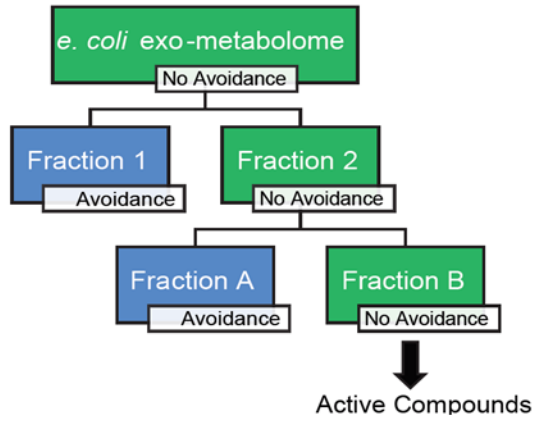 e. coli exo-metabolome
No Avoidance
Fraction 1
Avoidance
Fraction 2
No Avoidance
Fraction A
Avoidance
Fraction B
No Avoidance
Active Compounds